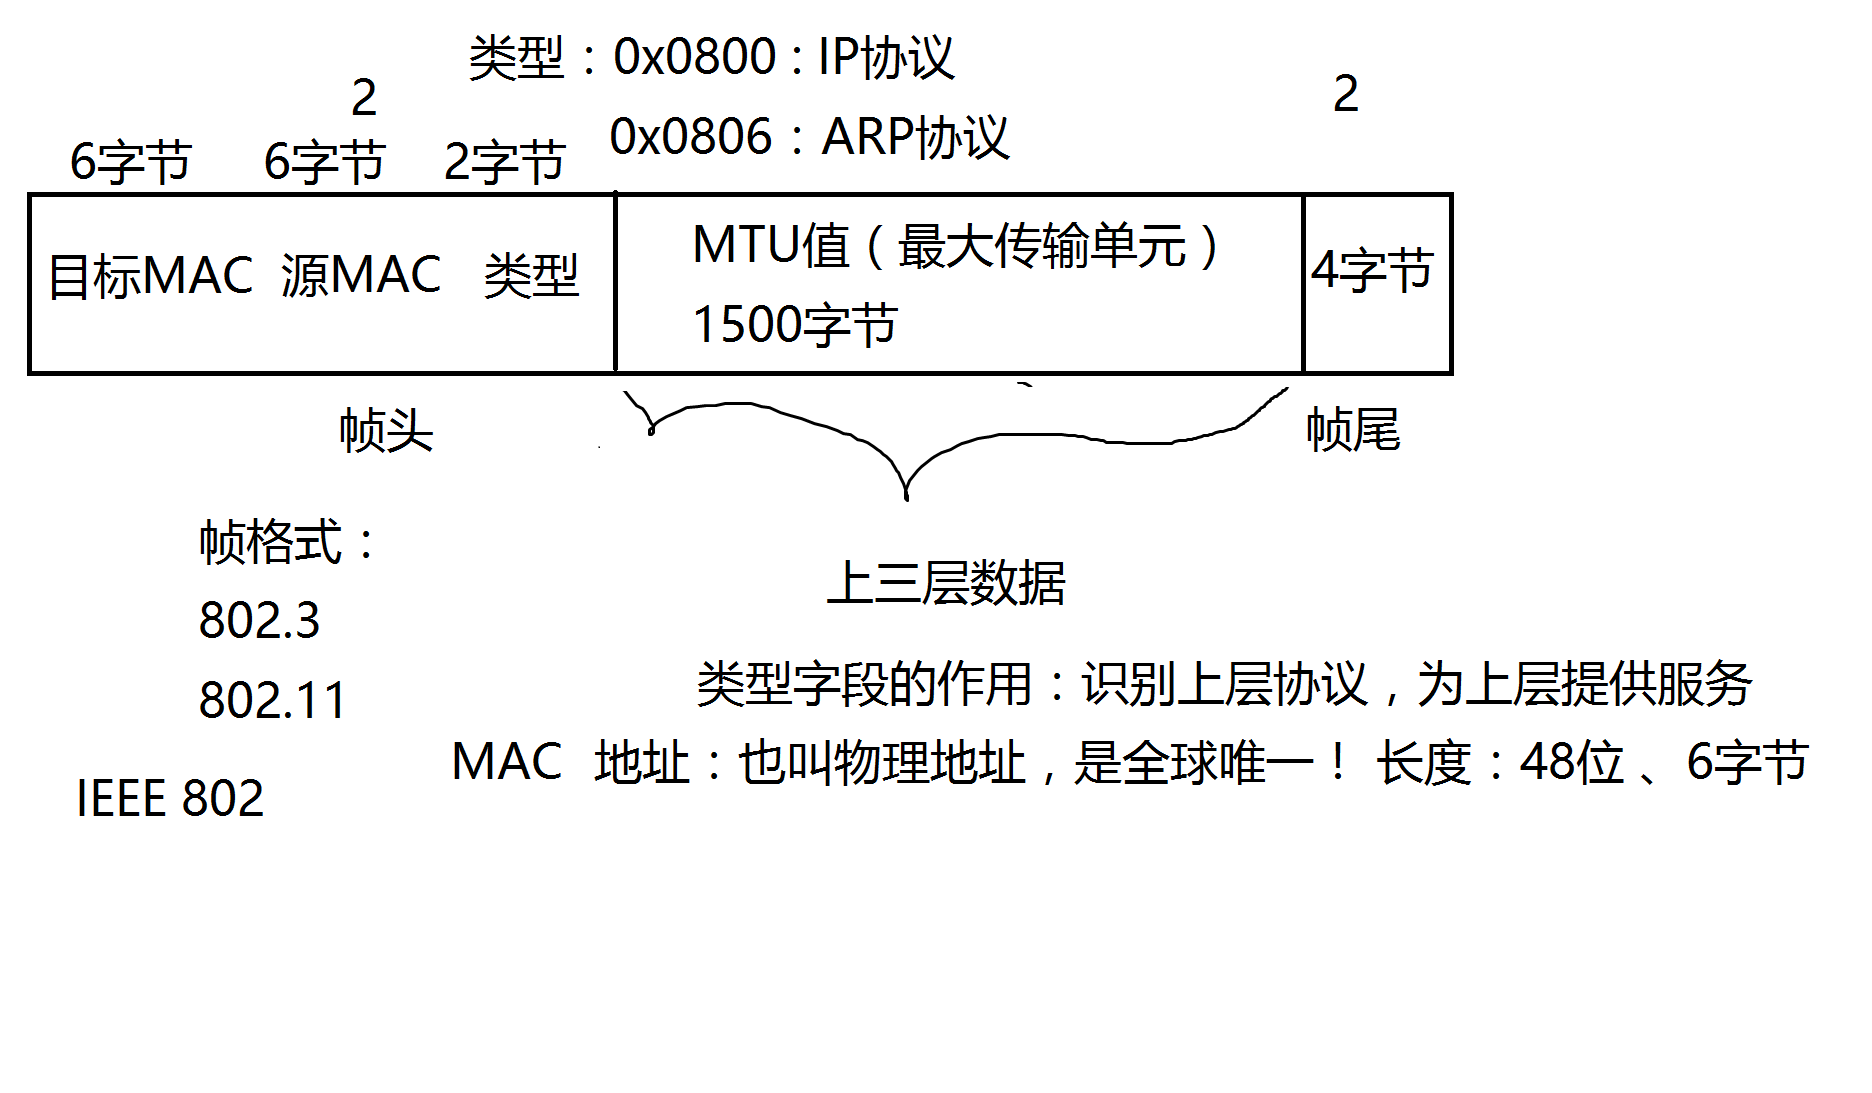 类型：0x0800：IP协议
2 2
0x0806：ARP协议
6字节 6字节 2字节
目标MAC 源MAC 类型
MTU值（最大传输单元）
1500字节
4字节
帧头 帧尾
帧格式：
802.3
802.11
IEEE 802
上三层数据
类型字段的作用：识别上层协议，为上层提供服务
MAC 地址：也叫物理地址，是全球唯一！ 长度：48位 、6字节